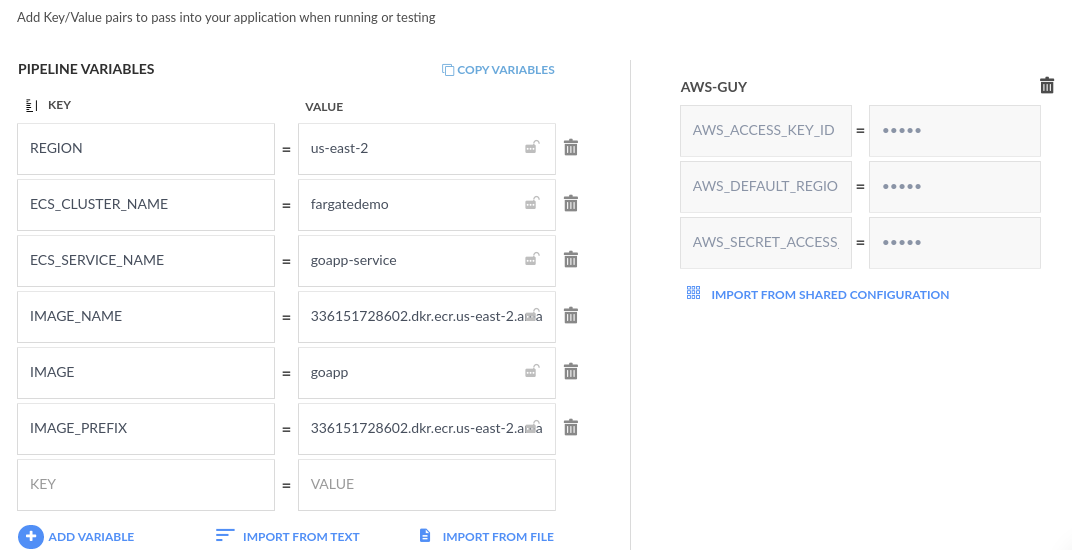 Add Key/Value pairs to pass into your application when running or testing
PIPELINE VARIABLES
COPY VARIABLES
KEY
VALUE
REGION = us-east-2
ECS_CLUSTER_NAME = fargatedemo
ECS_SERVICE_NAME = goapp-service
IMAGE_NAME = 336151728602.dkr.ecr.us-east-2.ama
IMAGE = goapp
IMAGE_PREFIX = 336151728602.dkr.ecr.us-east-2.ama
KEY = VALUE
ADD VARIABLE
IMPORT FROM TEXT
IMPORT FROM FILE
AWS-GUY
AWS_ACCESS_KEY_ID = •••••
AWS_DEFAULT_REGIO = •••••
AWS_SECRET_ACCESS_ = •••••
IMPORT FROM SHARED CONFIGURATION